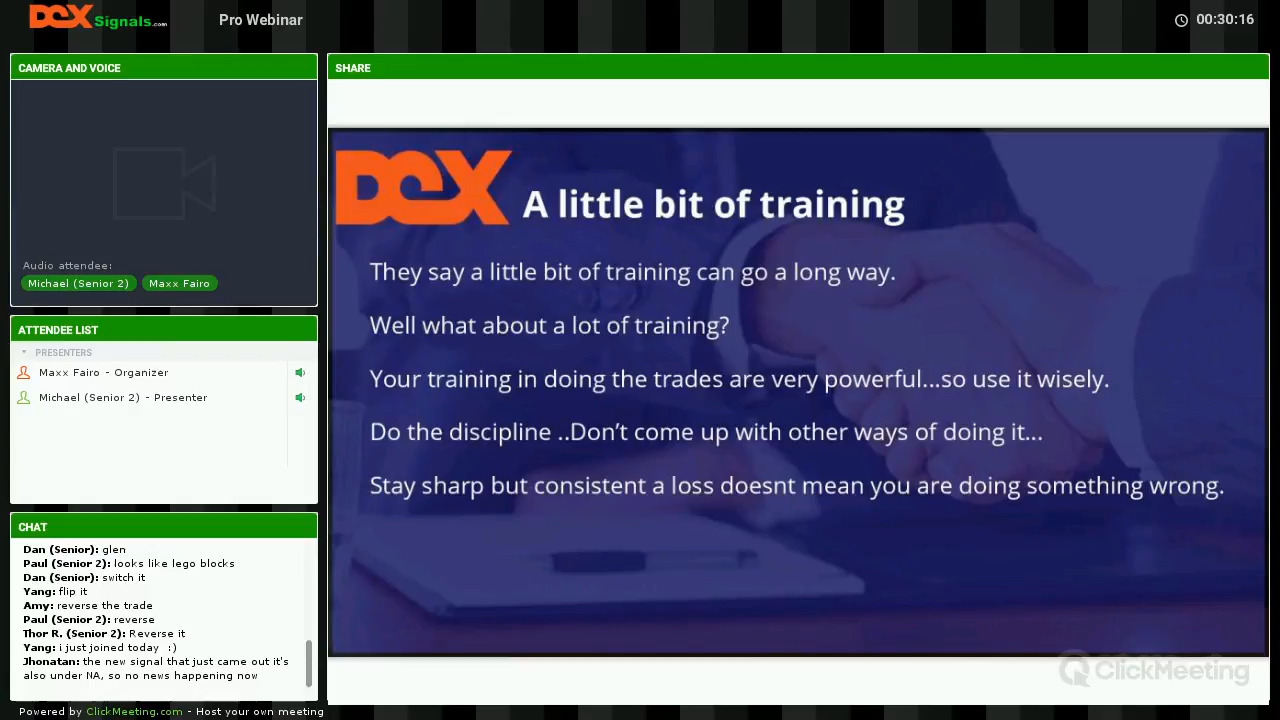 DEX Signals.com
Pro Webinar
00:30:16
CAMERA AND VOICE
Audio attendee:
Michael (Senior 2)
Maxx Fairo
ATTENDEE LIST
PRESENTERS
Maxx Fairo - Organizer
Michael (Senior 2) - Presenter
CHAT
Dan (Senior): glen
Paul (Senior 2): looks like lego blocks
Dan (Senior): switch it
Yang: flip it
Amy: reverse the trade
Paul (Senior 2): reverse
Thor R. (Senior 2): Reverse it
Yang: i just joined today :)
Jhonatan: the new signal that just came out it's
also under NA, so no news happening now
Powered by ClickMeeting.com - Host your own meeting
SHARE
DEX
A little bit of training
They say a little bit of training can go a long way.
Well what about a lot of training?
Your training in doing the trades are very powerful...so use it wisely.
Do the discipline ..Don't come up with other ways of doing it...
Stay sharp but consistent a loss doesnt mean you are doing something wrong.
ClickMeeting